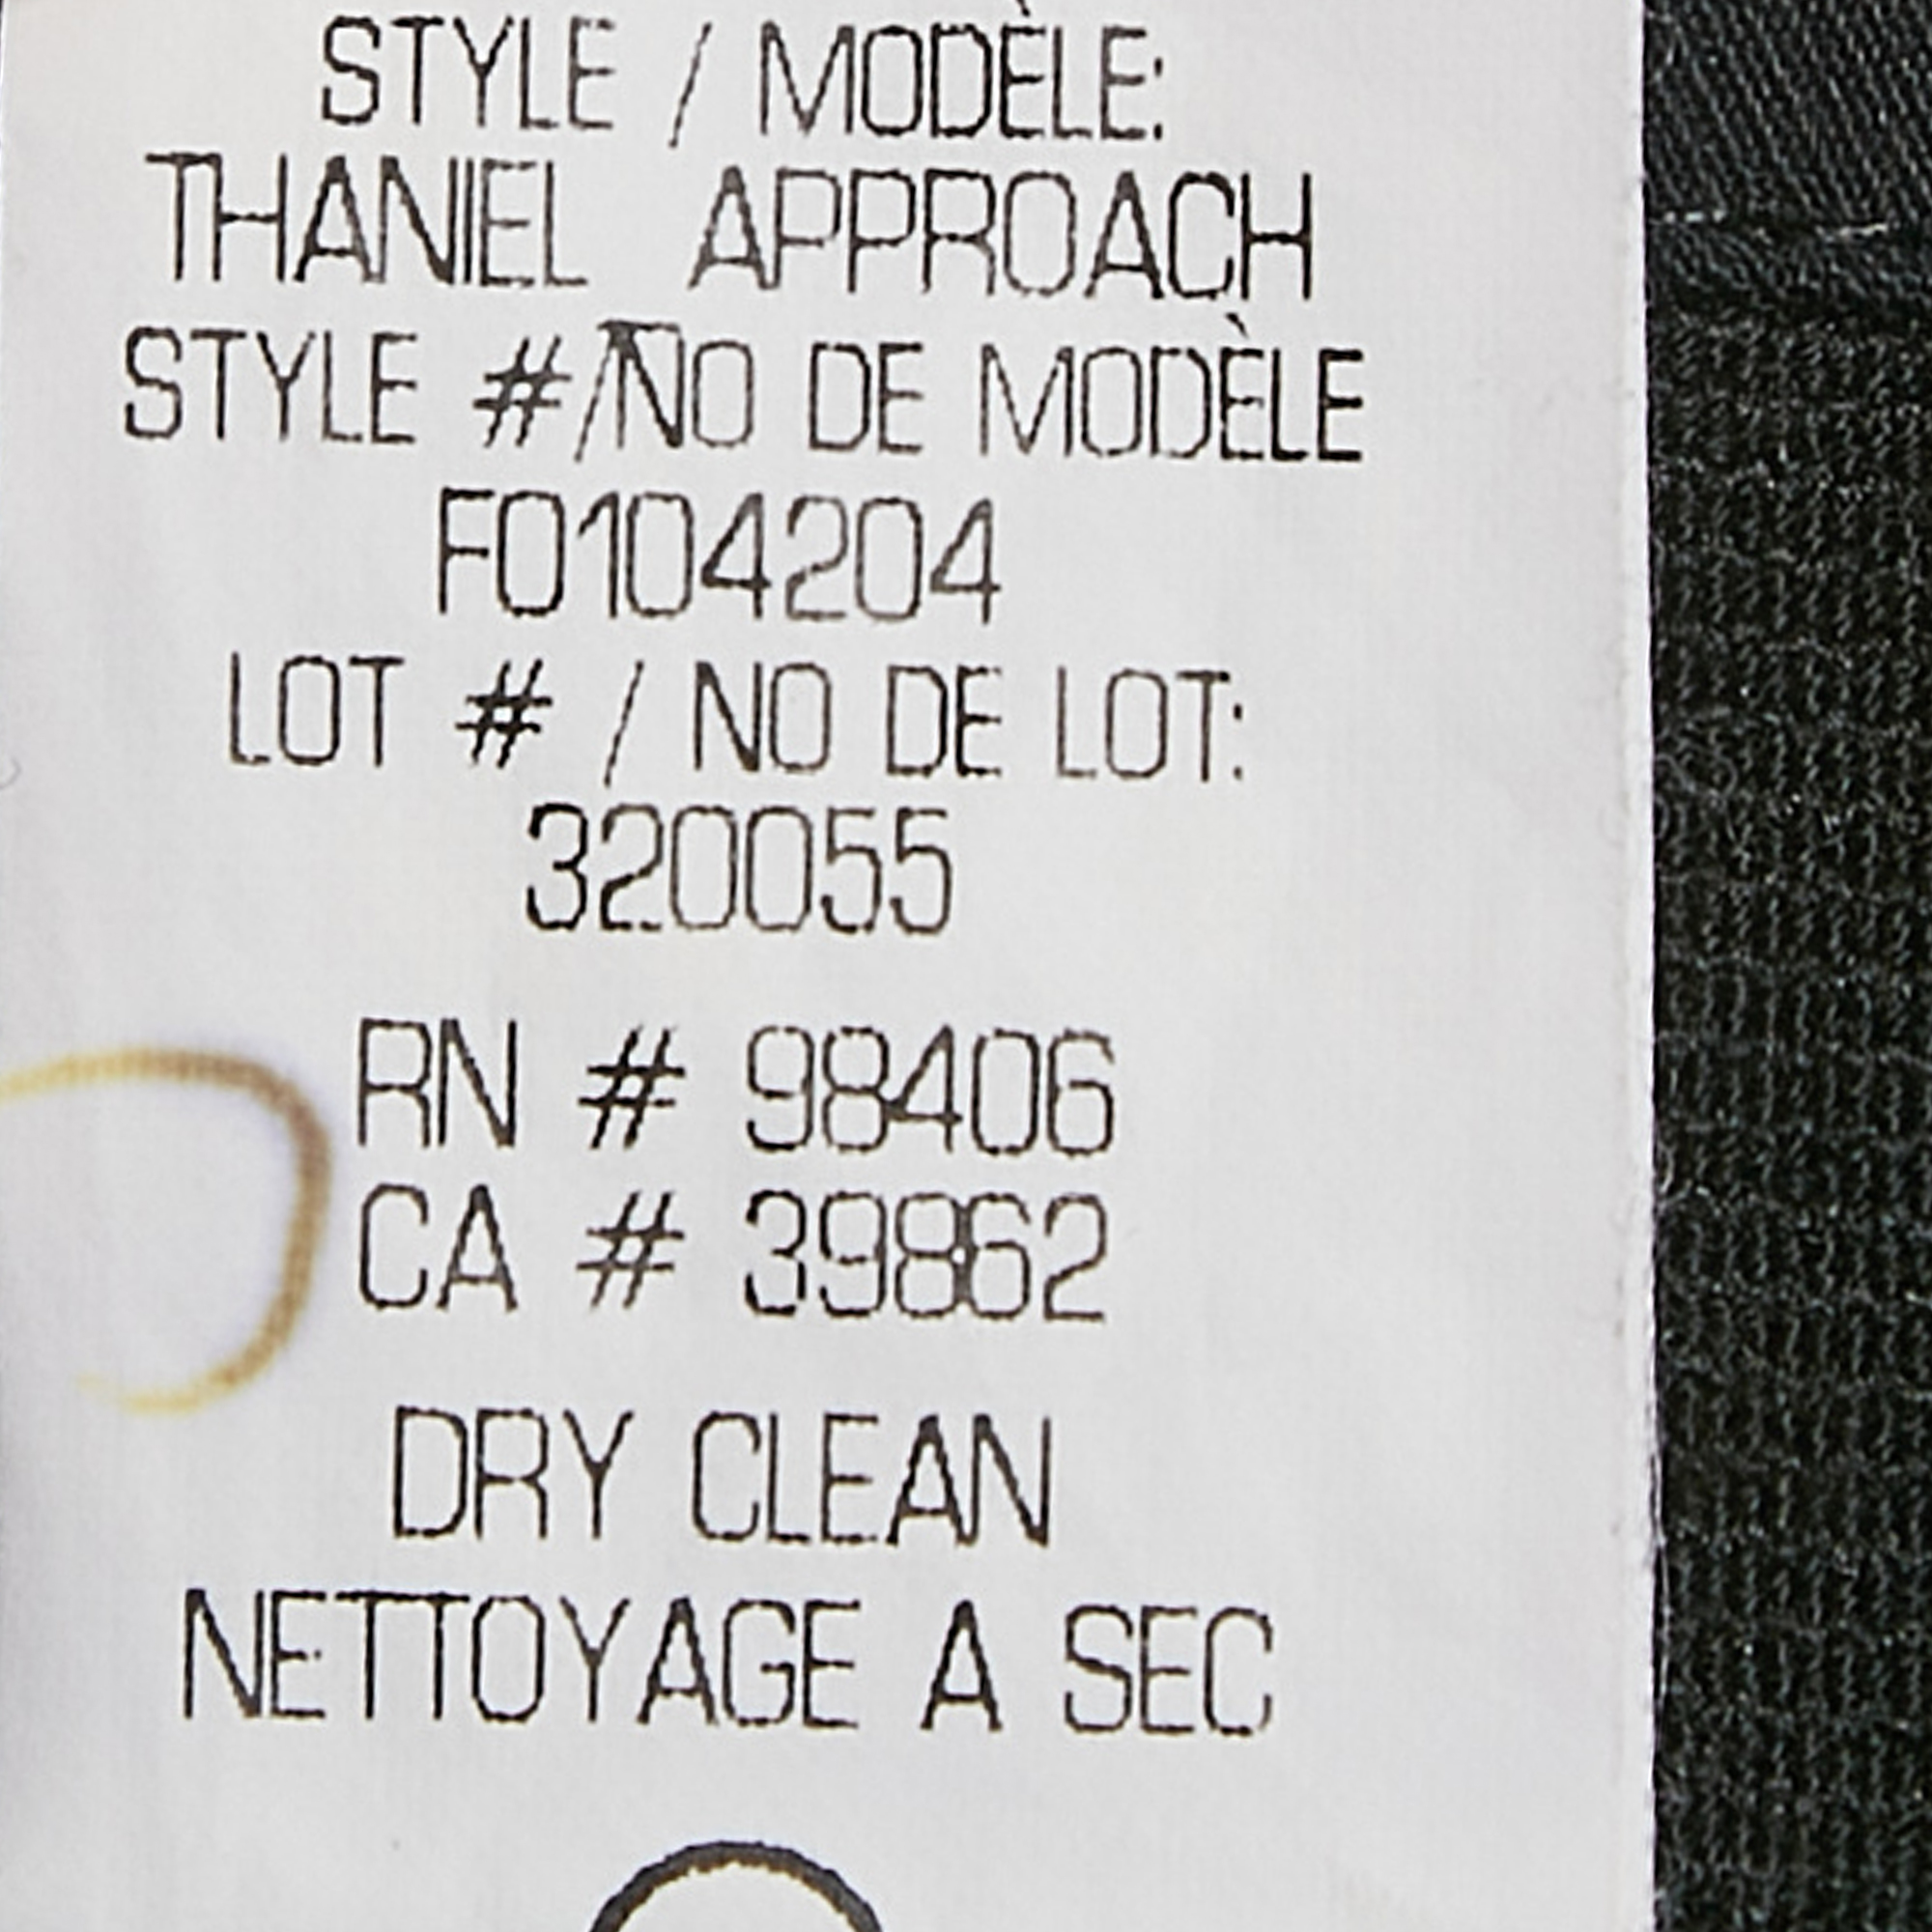 STYLE / MODÈLE:
THANIEL APPROACH
STYLE #/NO DE MODÈLE
F0104204
LOT # / NO DE LOT:
320055
RN # 98406
CA # 39862
DRY CLEAN
NETTOYAGE A SEC